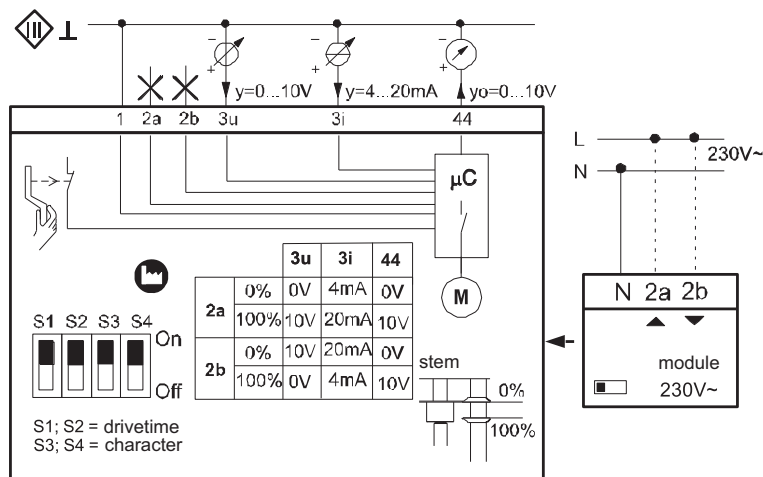 y=0...10V y=4...20mA yo=0...10V
1 2a 2b 3u 3i 44
L 230V~
N
µC
3u 3i 44
2a 0% 0V 4mA 0V
100% 10V 20mA 10V
2b 0% 10V 20mA 0V
100% 0V 4mA 10V
M
S1 S2 S3 S4
On
Off
S1; S2 = drivetime
S3; S4 = character
stem
0%
100%
N 2a 2b
module
230V~